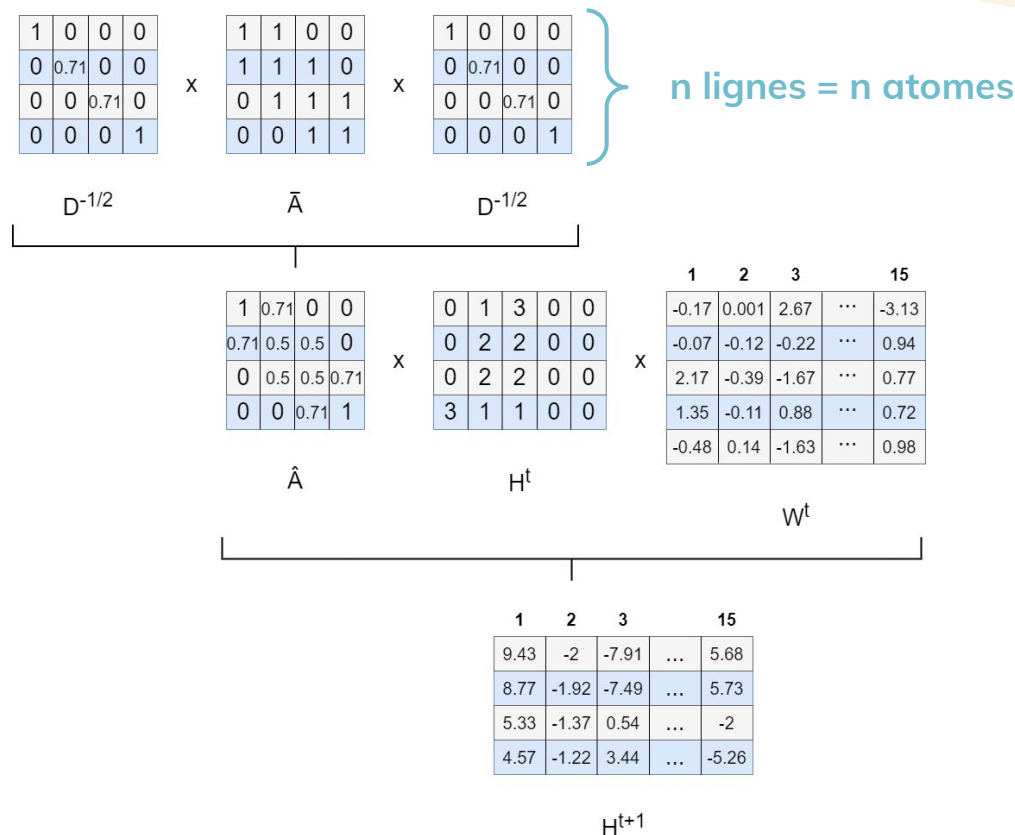 1 0 0 0 1 1 0 0 1 0 0 0
0 0.71 0 0 x 1 1 1 0 x 0 0.71 0 0 n lignes = n atomes
0 0 0.71 0 0 1 1 1 0 0 0.71 0
0 0 0 1 0 0 1 1 0 0 0 1
D⁻¹/² Ā D⁻¹/²
1 2 3 15
1 0.71 0 0 0 1 3 0 0 -0.17 0.001 2.67 ... -3.13
0.71 0.5 0.5 0 x 0 2 2 0 0 x -0.07 -0.12 -0.22 ... 0.94
0 0.5 0.5 0.71 0 2 2 0 0 2.17 -0.39 -1.67 ... 0.77
0 0 0.71 1 3 1 1 0 0 1.35 -0.11 0.88 ... 0.72
-0.48 0.14 -1.63 ... 0.98
Â Hᵗ
Wᵗ
1 2 3 15
9.43 -2 -7.91 ... 5.68
8.77 -1.92 -7.49 ... 5.73
5.33 -1.37 0.54 ... -2
4.57 -1.22 3.44 ... -5.26
Hᵗ⁺¹